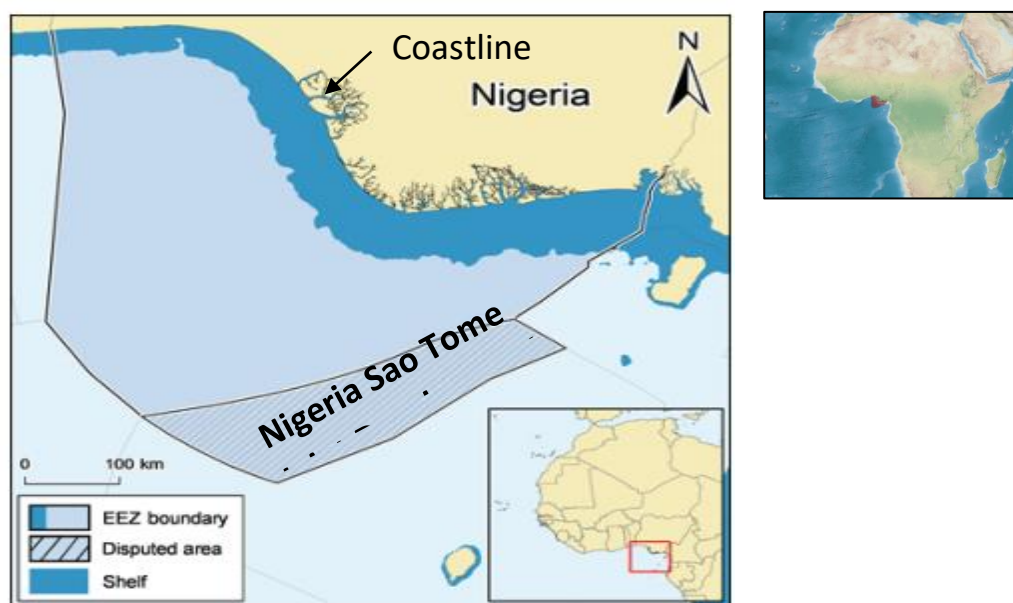 Coastline
N
Nigeria
Nigeria Sao Tome
0 100 km
EEZ boundary
Disputed area
Shelf